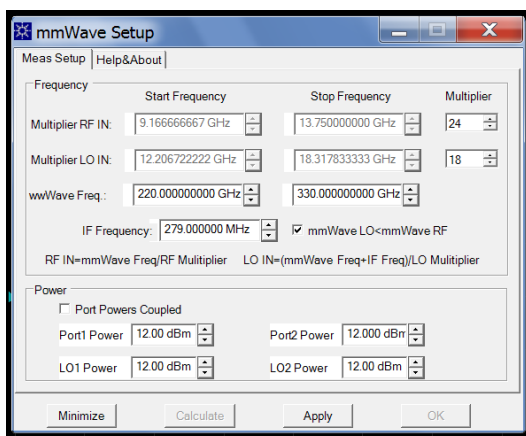 mmWave Setup
Meas Setup Help&About
Frequency
Start Frequency Stop Frequency Multiplier
Multiplier RF IN: 9.166666667 GHz 13.750000000 GHz 24
Multiplier LO IN: 12.206722222 GHz 18.317833333 GHz 18
wwWave Freq.: 220.000000000 GHz 330.000000000 GHz
IF Frequency: 279.000000 MHz mmWave LO<mmWave RF
RF IN=mmWave Freq/RF Mulitiplier LO IN=(mmWave Freq+IF Freq)/LO Mulitiplier
Power
Port Powers Coupled
Port1 Power 12.00 dBm Port2 Power 12.000 dBm
LO1 Power 12.00 dBm LO2 Power 12.00 dBm
Minimize Calculate Apply OK